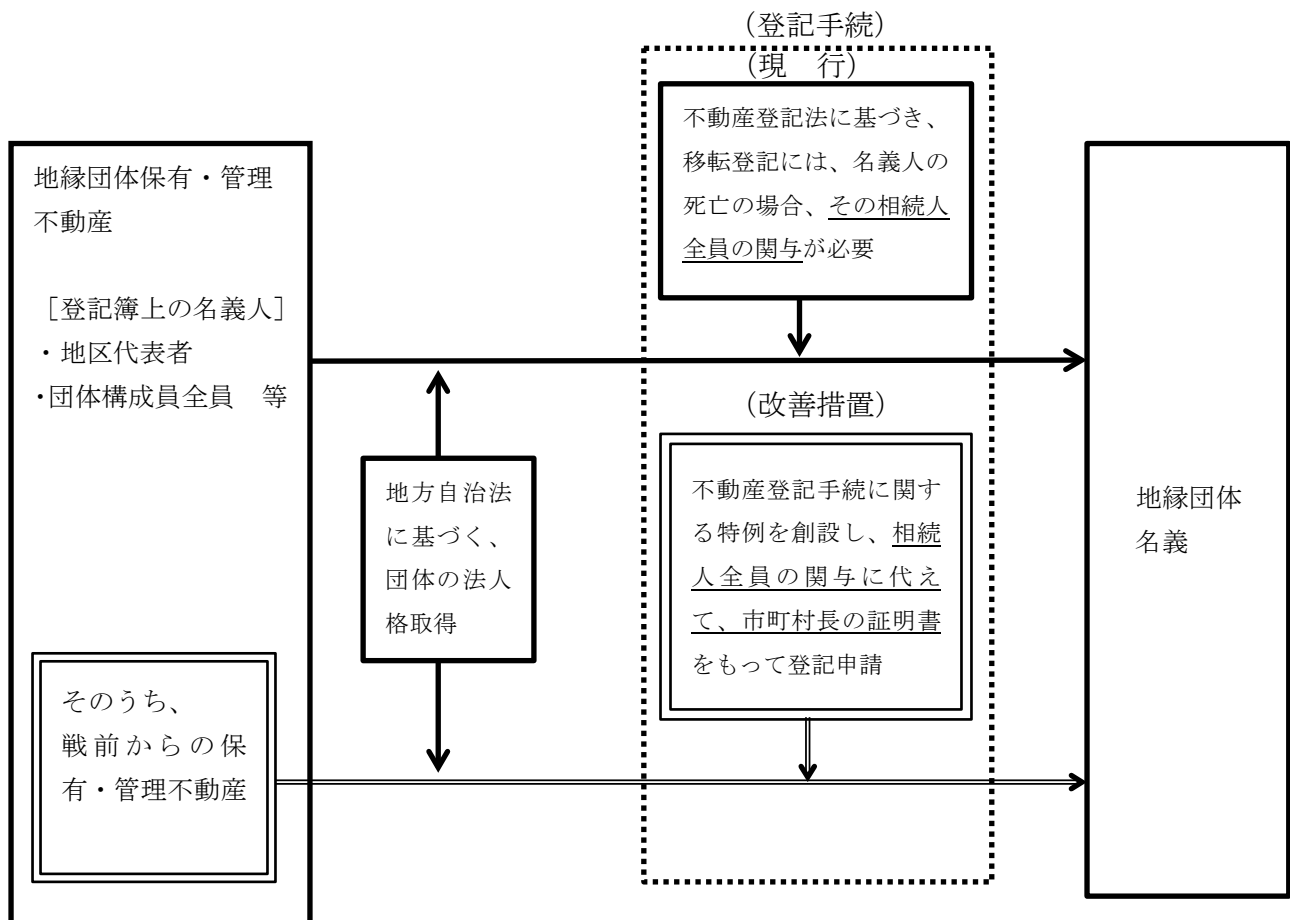 （登記手続）
（現　行）
不動産登記法に基づき、
移転登記には、名義人の
死亡の場合、その相続人
全員の関与が必要
地縁団体保有・管理
不動産
［登記簿上の名義人］
・地区代表者
・団体構成員全員　等
（改善措置）
地方自治法
に基づく、
団体の法人
格取得
不動産登記手続に関す
る特例を創設し、相続
人全員の関与に代え
て、市町村長の証明書
をもって登記申請
地縁団体
名義
そのうち、
戦前からの保
有・管理不動産